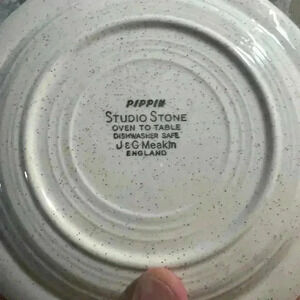 PIPPIN
STUDIO STONE
OVEN TO TABLE
DISHWASHER SAFE
J & G Meakin
ENGLAND